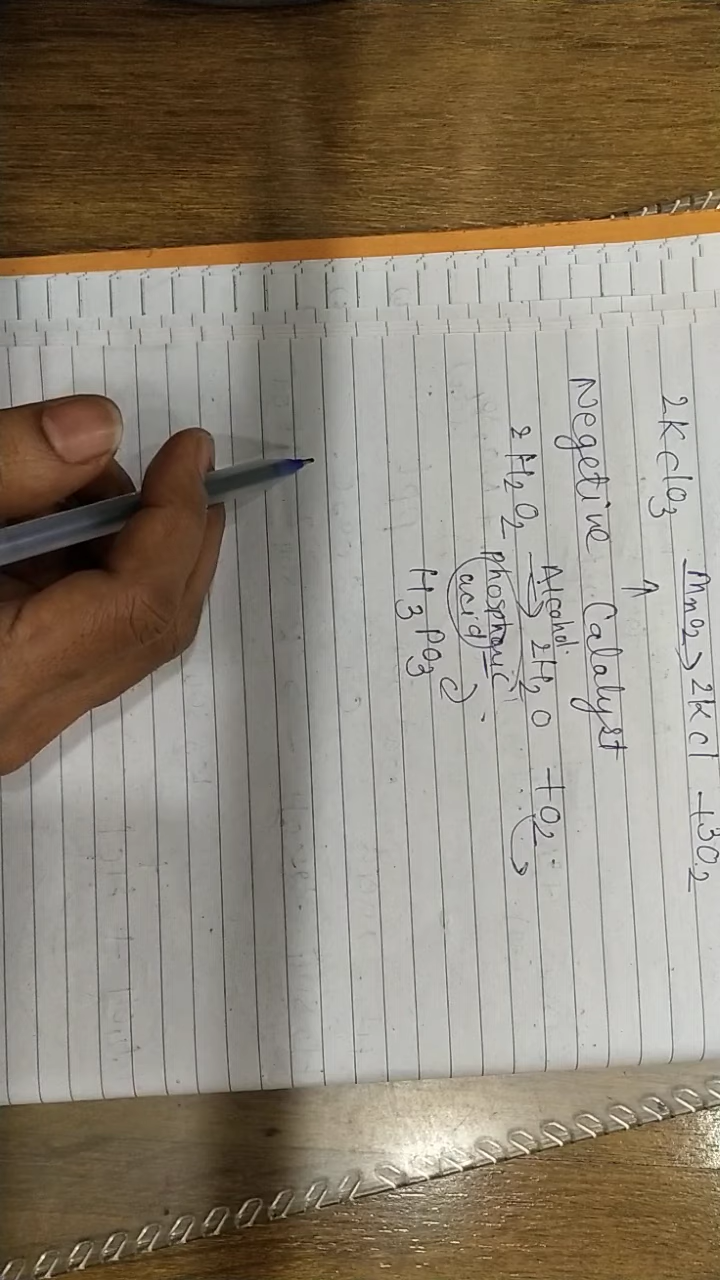 2KClO3 MnO2→ 2KCl + 3O2
↑
Negetive Catalyst
2H2O2 Alcohol→ 2H2O + O2
phosphoric
acid
H3PO3